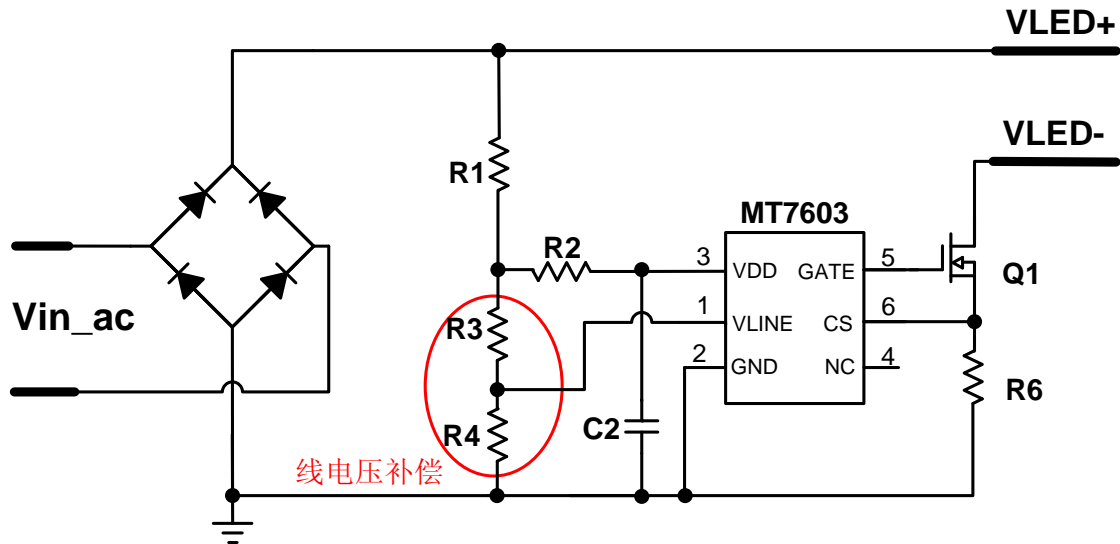 VLED+
VLED-
R1
MT7603
R2
3
VDD
GATE
5
Q1
Vin_ac
R3
1
VLINE
CS
6
2
GND
NC
4
R6
R4
C2
线电压补偿